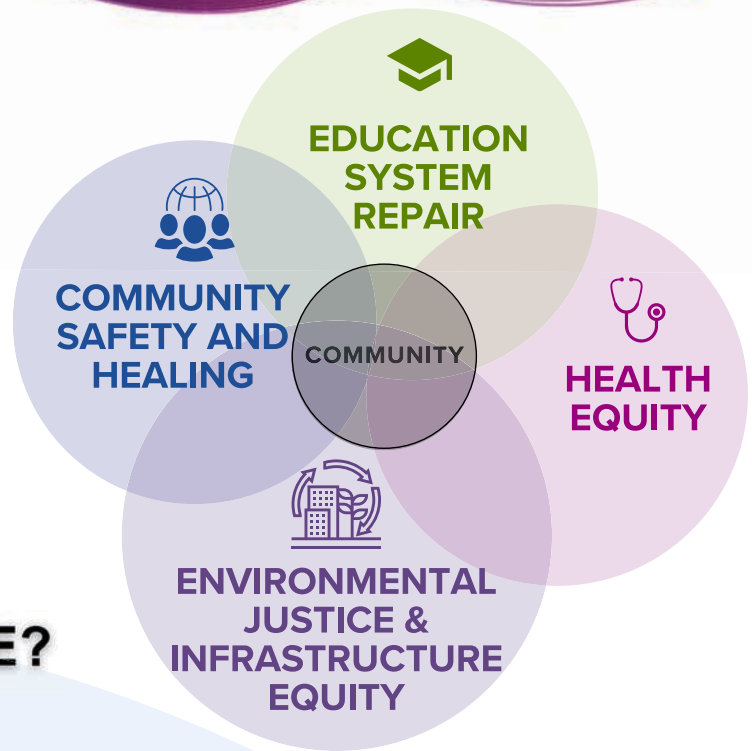 EDUCATION
SYSTEM
REPAIR
COMMUNITY
SAFETY AND
HEALING
COMMUNITY
HEALTH
EQUITY
ENVIRONMENTAL
JUSTICE &
INFRASTRUCTURE
EQUITY
E?